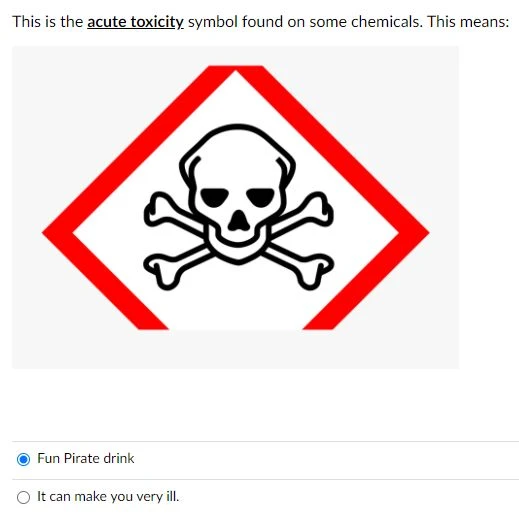 This is the acute toxicity symbol found on some chemicals. This means:
Fun Pirate drink
It can make you very ill.